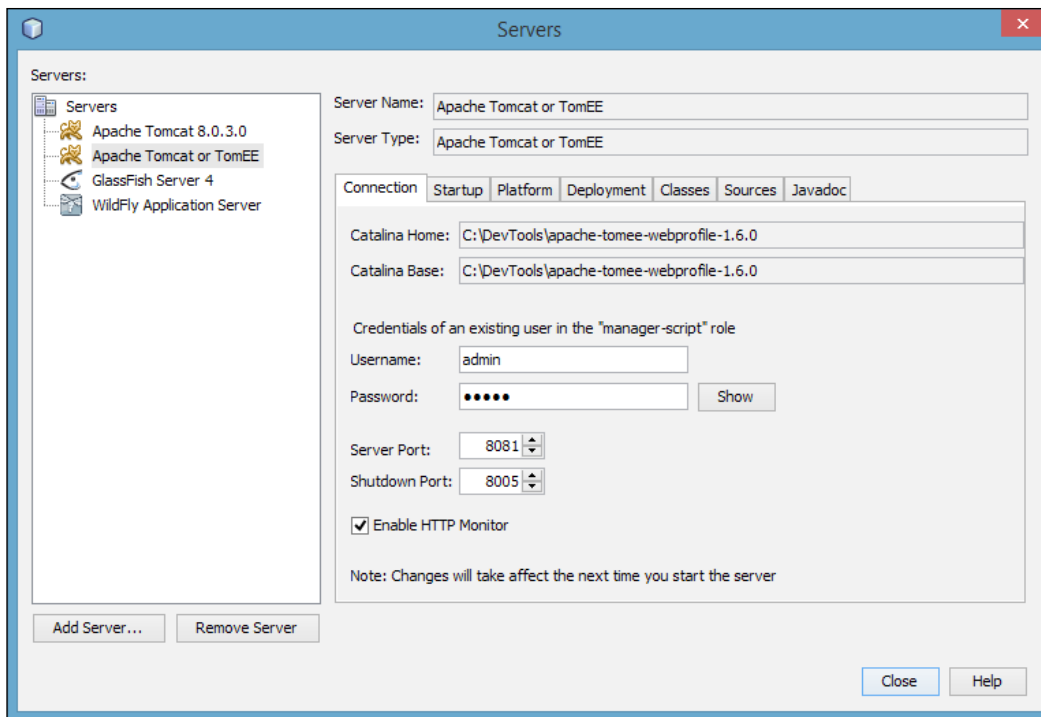 Servers
Servers:
Servers
Apache Tomcat 8.0.3.0
Apache Tomcat or TomEE
GlassFish Server 4
WildFly Application Server
Add Server...
Remove Server
Server Name: Apache Tomcat or TomEE
Server Type: Apache Tomcat or TomEE
Connection Startup Platform Deployment Classes Sources Javadoc
Catalina Home: C:\DevTools\apache-tomee-webprofile-1.6.0
Catalina Base: C:\DevTools\apache-tomee-webprofile-1.6.0
Credentials of an existing user in the "manager-script" role
Username: admin
Password: ●●●●● Show
Server Port: 8081
Shutdown Port: 8005
Enable HTTP Monitor
Note: Changes will take affect the next time you start the server
Close
Help